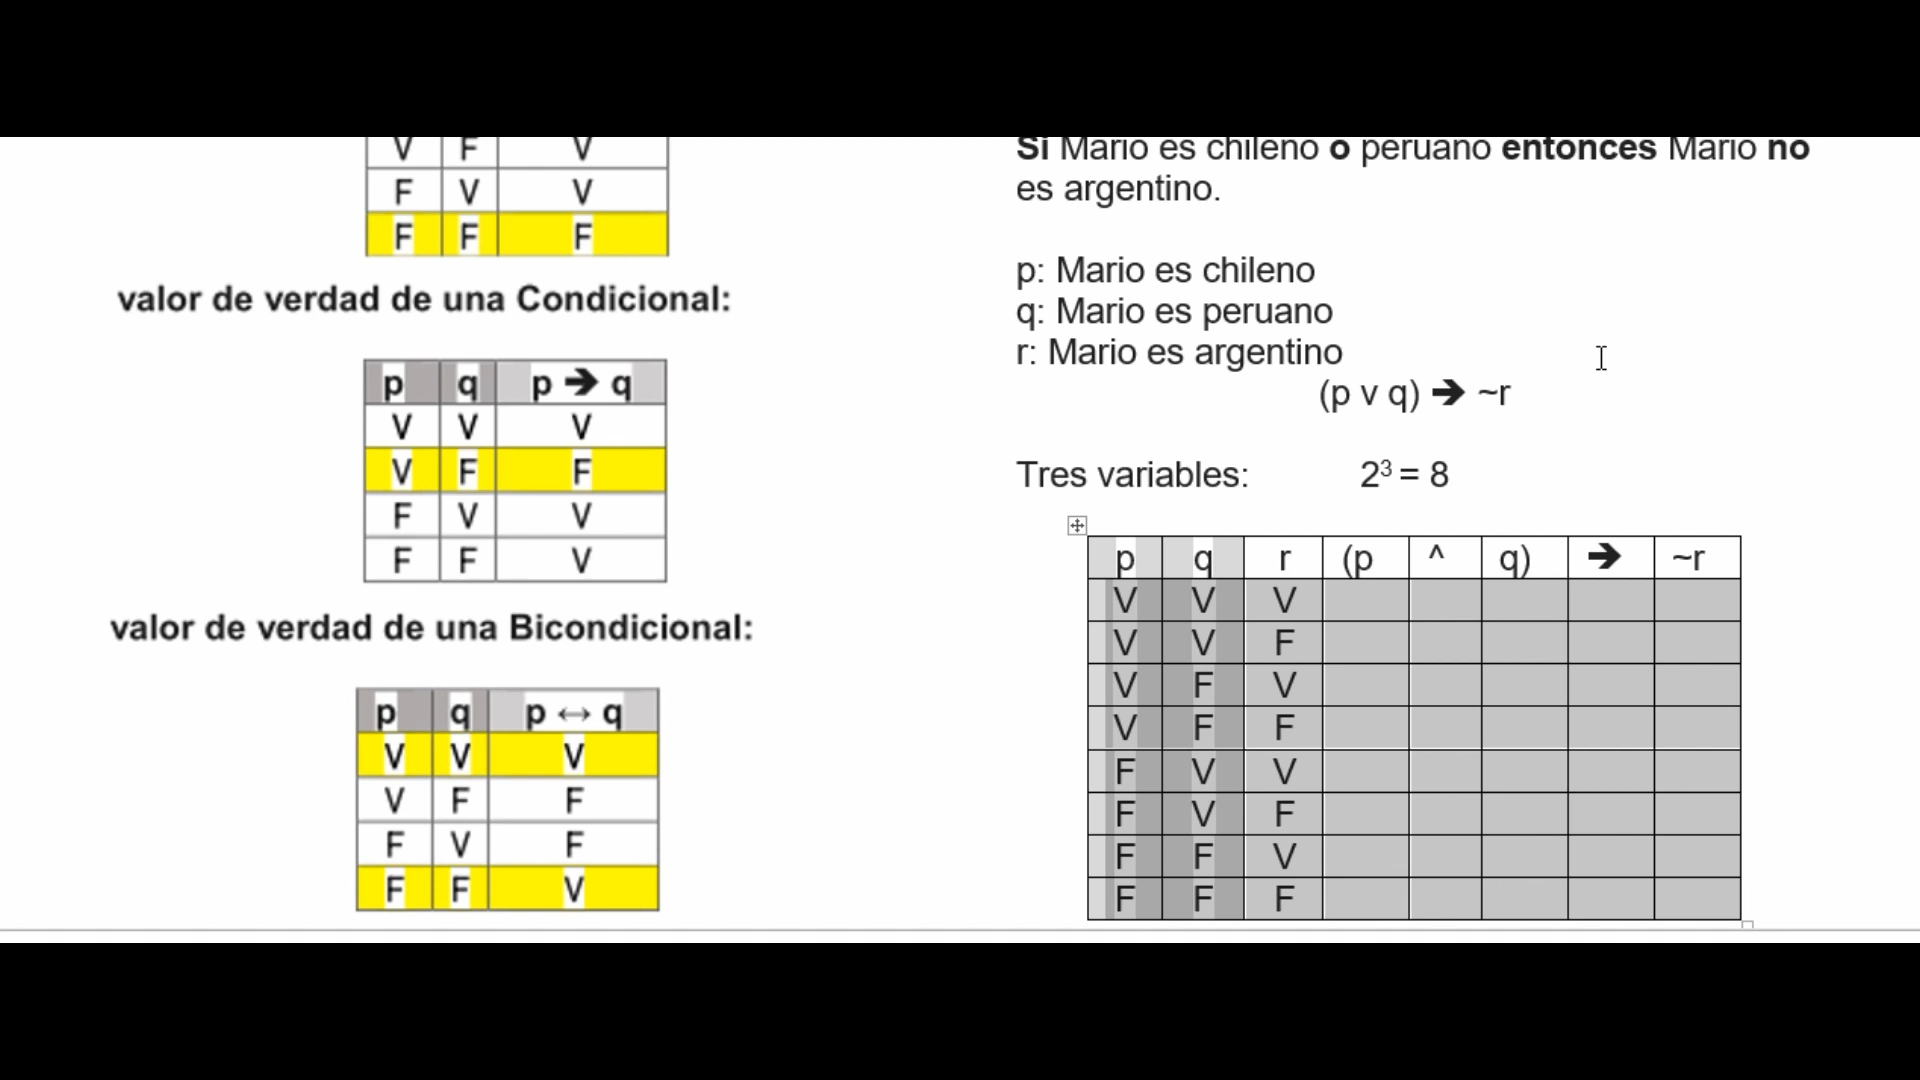 V F V
F V V
F F F
valor de verdad de una Condicional:
p q p ➔ q
V V V
V F F
F V V
F F V
valor de verdad de una Bicondicional:
p q p ↔ q
V V V
V F F
F V F
F F V
Si Mario es chileno o peruano entonces Mario no
es argentino.
p: Mario es chileno
q: Mario es peruano
r: Mario es argentino
(p v q) ➔ ~r
Tres variables: 2³ = 8
p q r (p ^ q) ➔ ~r
V V V
V V F
V F V
V F F
F V V
F V F
F F V
F F F